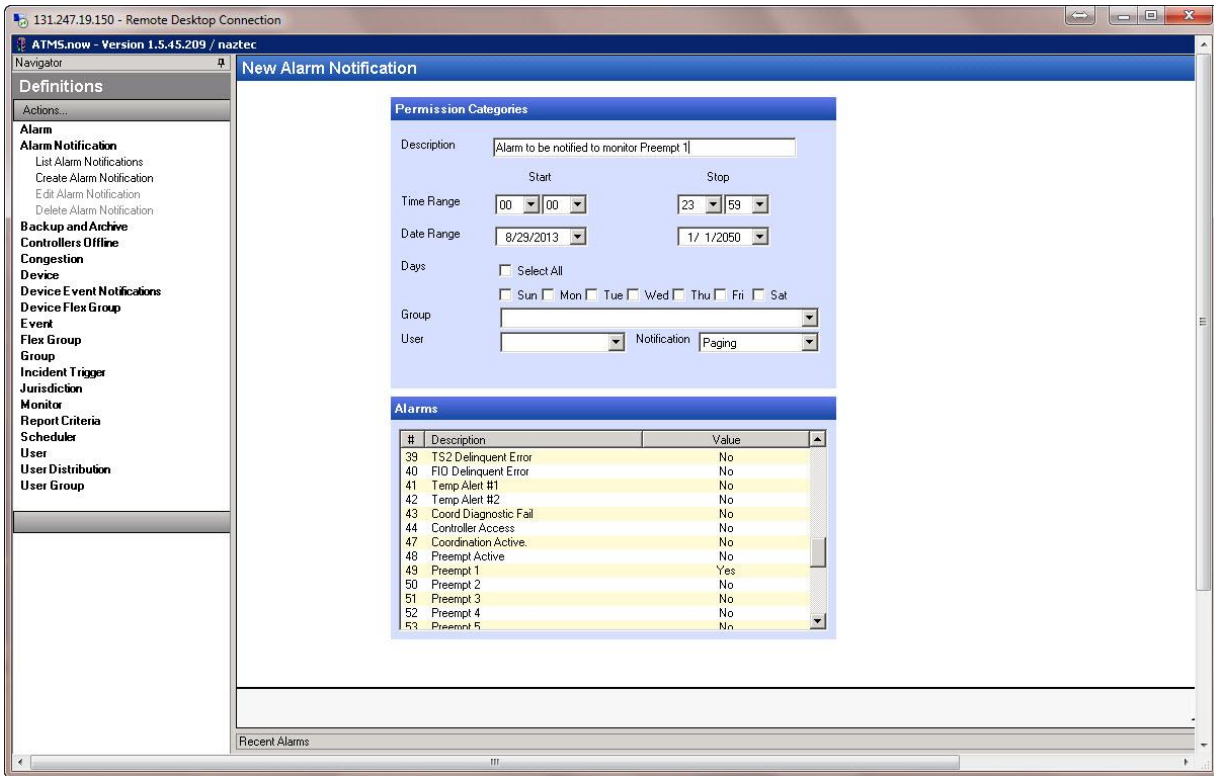 131.247.19.150 - Remote Desktop Connection
ATMS.now - Version 1.5.45.209 / naztec
Navigator
Definitions
Actions...
Alarm
Alarm Notification
List Alarm Notifications
Create Alarm Notification
Edit Alarm Notification
Delete Alarm Notification
Backup and Archive
Controllers Offline
Congestion
Device
Device Event Notifications
Device Flex Group
Event
Flex Group
Group
Incident Trigger
Jurisdiction
Monitor
Report Criteria
Scheduler
User
User Distribution
User Group
New Alarm Notification
Permission Categories
Description Alarm to be notified to monitor Preempt 1
Start Stop
Time Range 00 00 23 59
Date Range 8/29/2013 1/ 1/2050
Days Select All
Sun Mon Tue Wed Thu Fri Sat
Group
User Notification Paging
Alarms
# Description Value
39 TS2 Delinquent Error No
40 FIO Delinquent Error No
41 Temp Alert #1 No
42 Temp Alert #2 No
43 Coord Diagnostic Fail No
44 Controller Access No
47 Coordination Active. No
48 Preempt Active No
49 Preempt 1 Yes
50 Preempt 2 No
51 Preempt 3 No
52 Preempt 4 No
53 Preempt 5 No
Recent Alarms